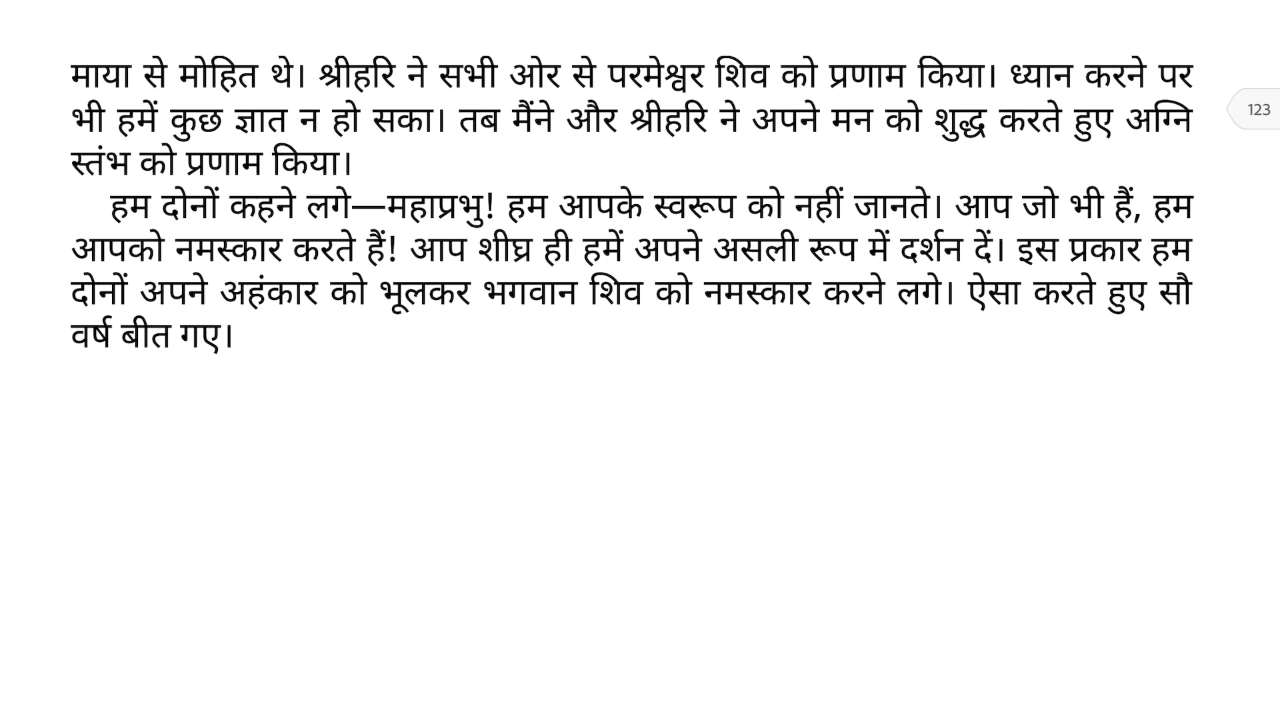 माया से मोहित थे। श्रीहरि ने सभी ओर से परमेश्वर शिव को प्रणाम किया। ध्यान करने पर
123
भी हमें कुछ ज्ञात न हो सका। तब मैंने और श्रीहरि ने अपने मन को शुद्ध करते हुए अग्नि
स्तंभ को प्रणाम किया।
हम दोनों कहने लगे—महाप्रभु! हम आपके स्वरूप को नहीं जानते। आप जो भी हैं, हम
आपको नमस्कार करते हैं! आप शीघ्र ही हमें अपने असली रूप में दर्शन दें। इस प्रकार हम
दोनों अपने अहंकार को भूलकर भगवान शिव को नमस्कार करने लगे। ऐसा करते हुए सौ
वर्ष बीत गए।